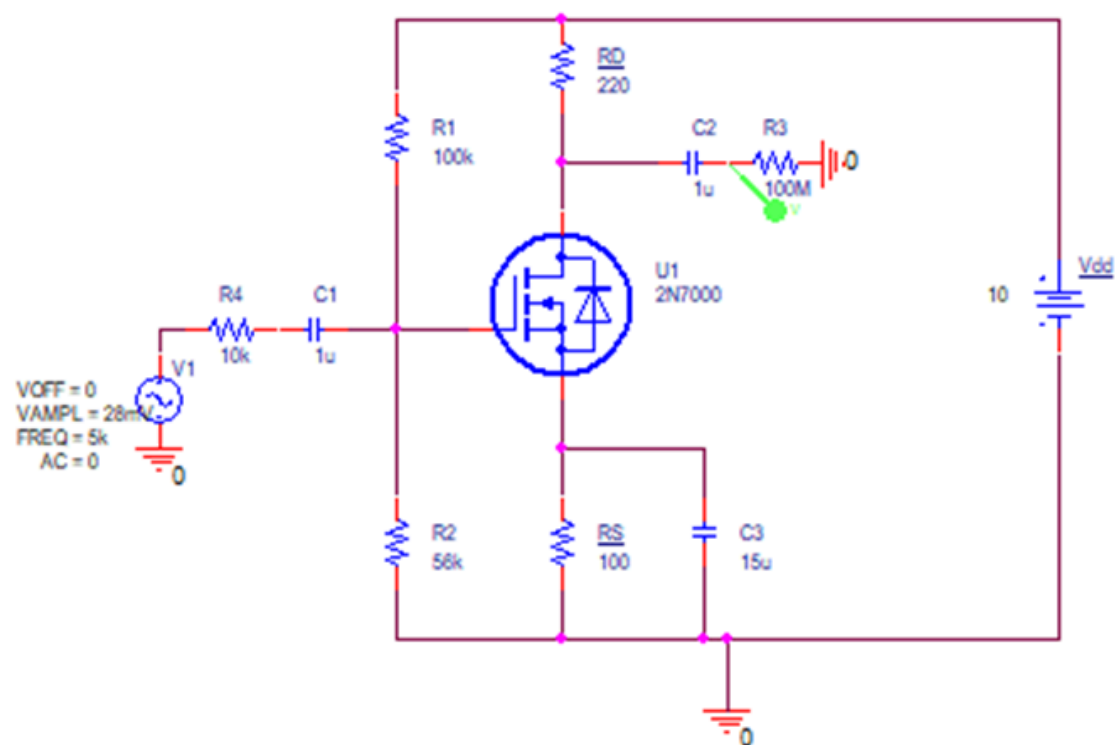 RD
220
R1
100k
C2
1u
R3
100M
0
V
U1
2N7000
Vdd
10
R4
10k
C1
1u
V1
VOFF = 0
VAMPL = 28mV
FREQ = 5k
AC = 0
0
R2
56k
RS
100
C3
15u
0